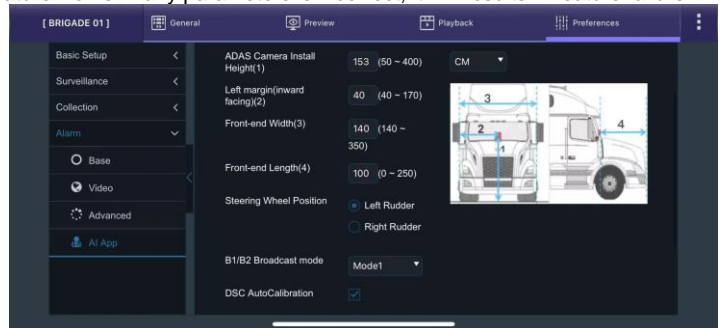 [ BRIGADE 01 ]
General
Preview
Playback
Preferences
Basic Setup
Surveillance
Collection
Alarm
Base
Video
Advanced
AI App
ADAS Camera Install
Height(1)
153 (50 ~ 400)
CM
Left margin(inward
facing)(2)
40 (40 ~ 170)
Front-end Width(3)
140 (140 ~
350)
Front-end Length(4)
100 (0 ~ 250)
Steering Wheel Position
Left Rudder
Right Rudder
B1/B2 Broadcast mode
Mode1
DSC AutoCalibration
3
2
1
4